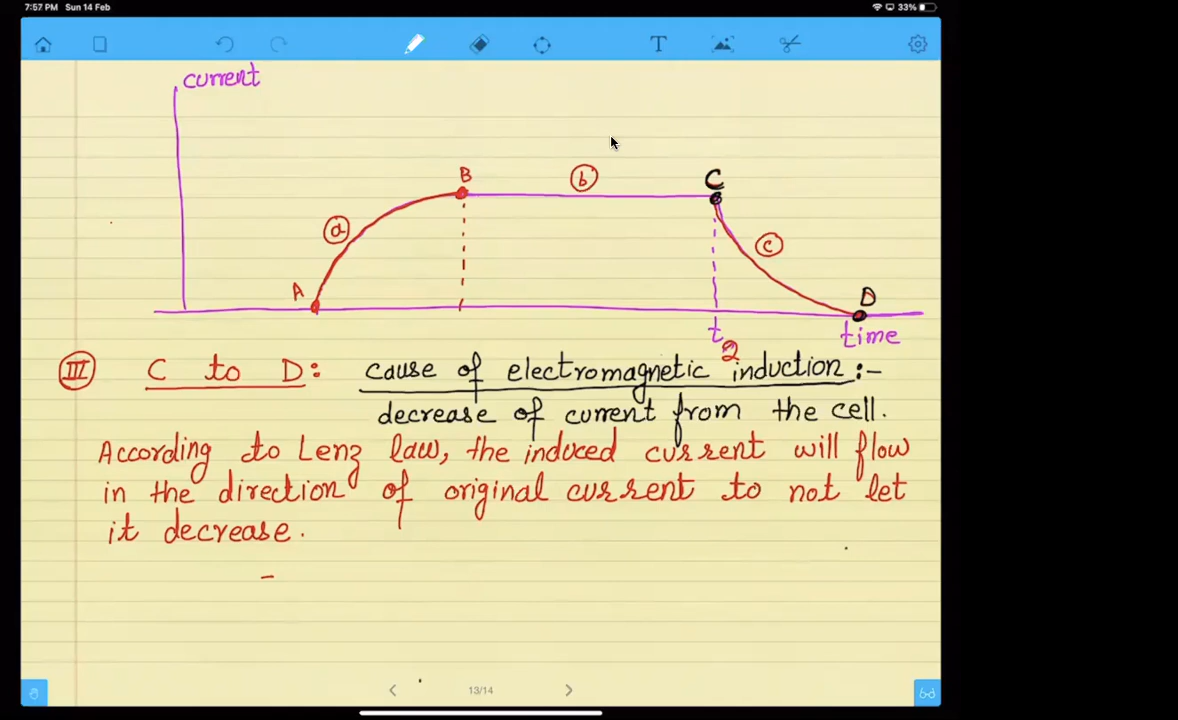 7:57 PM Sun 14 Feb
33%
T
current
B
b
C
a
c
A
D
t2
time
III C to D: cause of electromagnetic induction:-
decrease of current from the cell.
According to Lenz law, the induced current will flow
in the direction of original current to not let
it decrease.
13/14